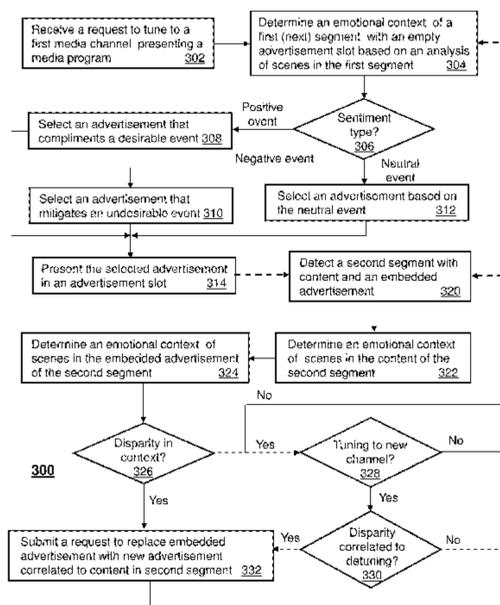 Receive a request to tune to a
first media channel presenting a
media program 302
Determine an emotional context of a
first (next) segment with an empty
advertisement slot based on an analysis
of scenes in the first segment 304
Sentiment
type?
306
Positive
event
Negative event
Neutral
event
Select an advertisement that
compliments a desirable event 308
Select an advertisement that
mitigates an undesirable event 310
Select an advertisement based on
the neutral event 312
Present the selected advertisement
in an advertisement slot
314
Detect a second segment with
content and an embedded
advertisement 320
Determine an emotional context of
scenes in the embedded advertisement
of the second segment 324
Determine an emotional context
of scenes in the content of the
second segment 322
No
Disparity in
context?
326
Yes
Tuning to new
channel?
328
No
300
Yes
Yes
Submit a request to replace embedded
advertisement with new advertisement
correlated to content in second segment 332
Yes
Disparity
correlated to
detuning?
330
No